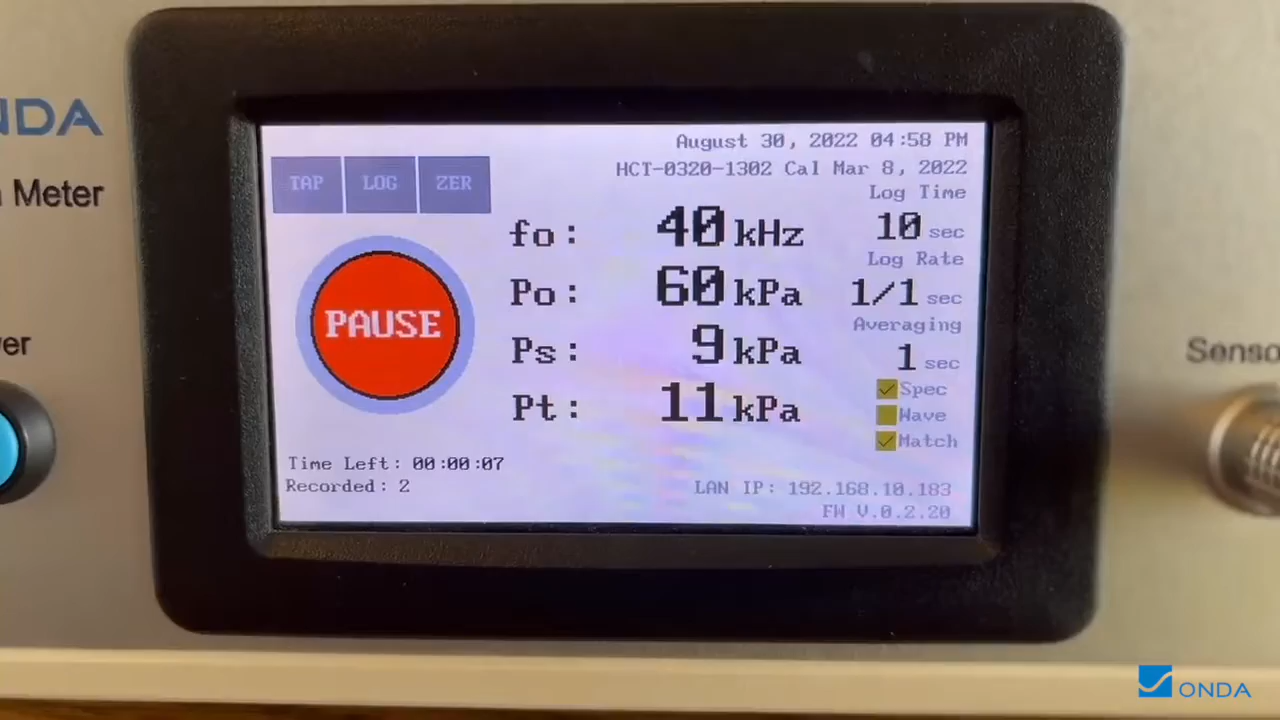 NDA
Meter
August 30, 2022 04:58 PM
HCT-0320-1302 Cal Mar 8, 2022
TAP LOG ZER
Log Time
10 sec
Log Rate
1/1 sec
Averaging
1 sec
Spec
Wave
Match
fo: 40 kHz
Po: 60 kPa
Ps: 9 kPa
Pt: 11 kPa
PAUSE
Time Left: 00:00:07
Recorded: 2
LAN IP: 192.168.10.183
FW V.0.2.20
wer
Senso
ONDA